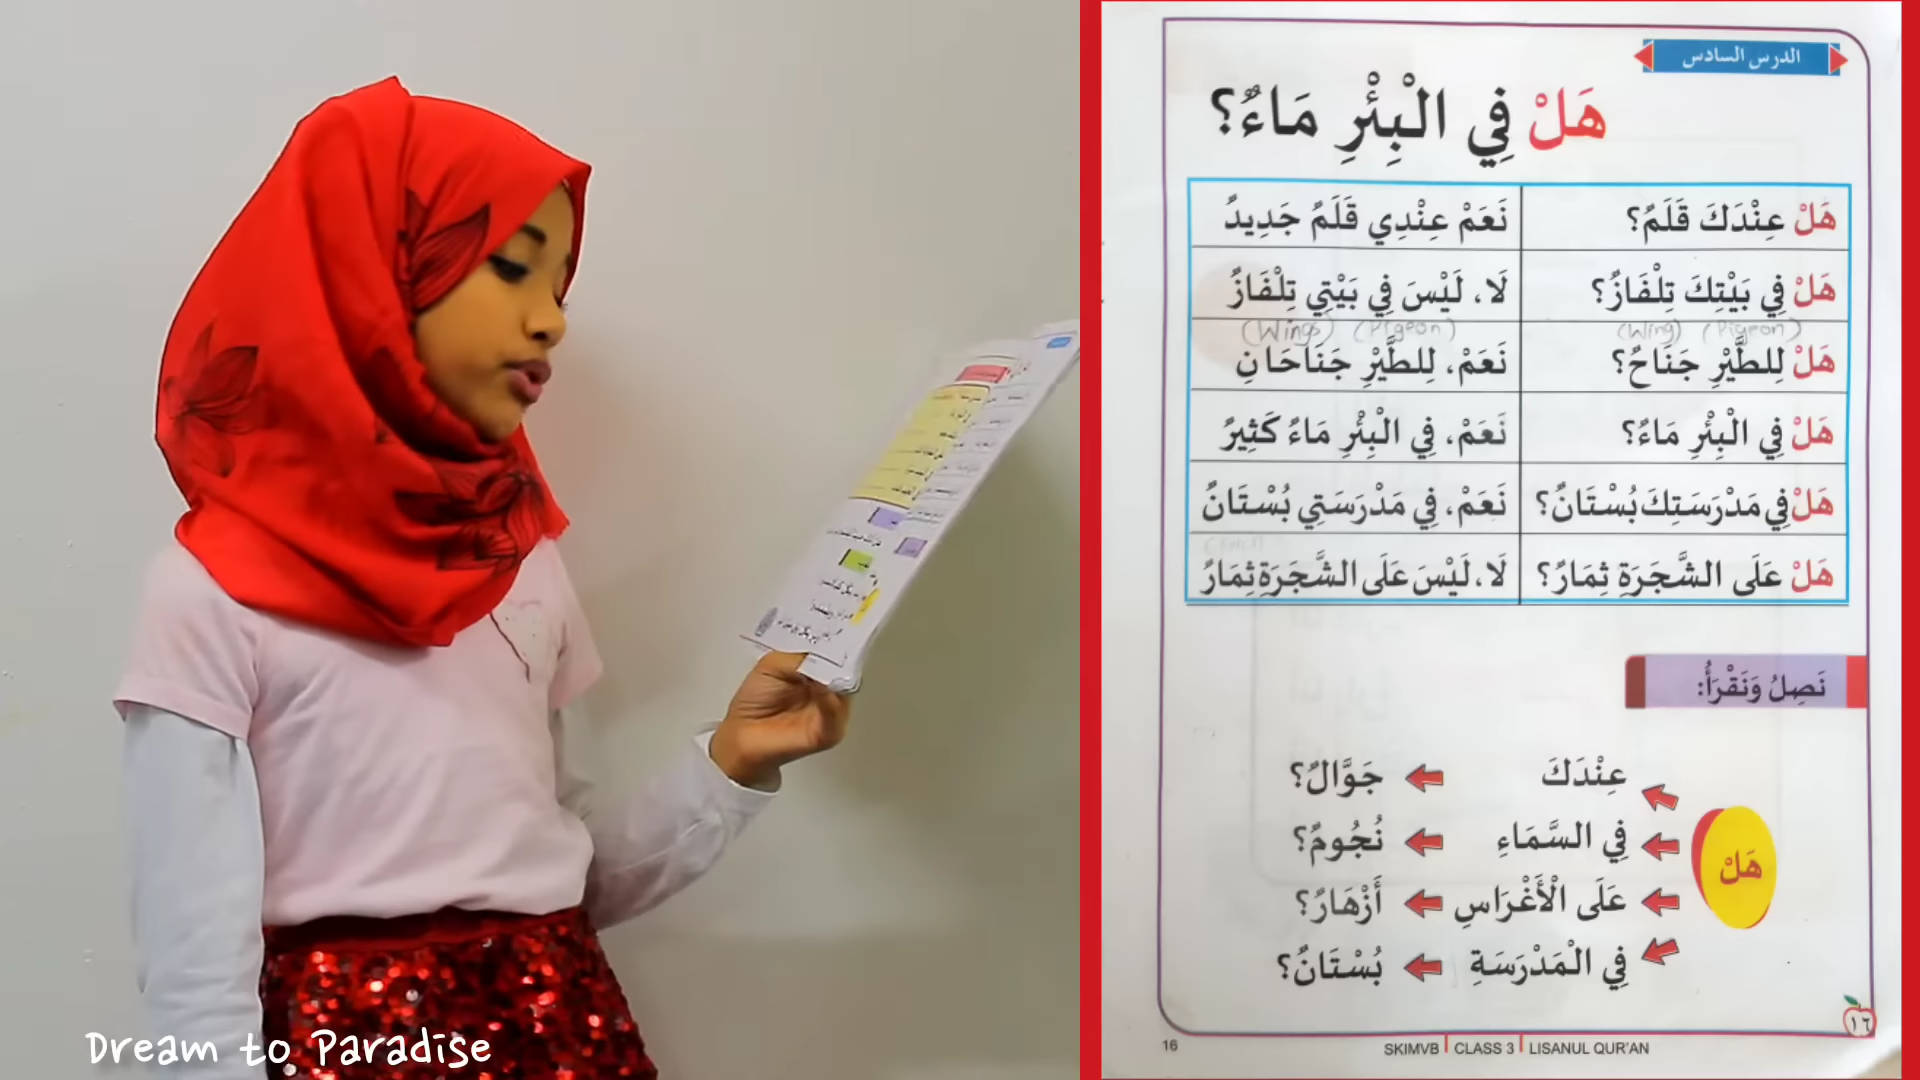 الدرس السادس
هَلْ فِي الْبِئْرِ مَاءٌ؟
هَلْ عِنْدَكَ قَلَمٌ؟ نَعَمْ عِنْدِي قَلَمٌ جَدِيدٌ
هَلْ فِي بَيْتِكَ تِلْفَازٌ؟ لَا، لَيْسَ فِي بَيْتِي تِلْفَازٌ
(Wings) (Pigeon) (Wing) (Pigeon)
هَلْ لِلطَّيْرِ جَنَاحٌ؟ نَعَمْ، لِلطَّيْرِ جَنَاحَانِ
هَلْ فِي الْبِئْرِ مَاءٌ؟ نَعَمْ، فِي الْبِئْرِ مَاءٌ كَثِيرٌ
هَلْ فِي مَدْرَسَتِكَ بُسْتَانٌ؟ نَعَمْ، فِي مَدْرَسَتِي بُسْتَانٌ
هَلْ عَلَى الشَّجَرَةِ ثِمَارٌ؟ لَا، لَيْسَ عَلَى الشَّجَرَةِ ثِمَارٌ
نَصِلُ وَنَقْرَأُ:
عِنْدَكَ جَوَّالٌ؟
فِي السَّمَاءِ نُجُومٌ؟
هَلْ
عَلَى الْأَغْرَاسِ أَزْهَارٌ؟
فِي الْمَدْرَسَةِ بُسْتَانٌ؟
١٦
16 SKIMVB CLASS 3 LISANUL QUR'AN
Dream to Paradise